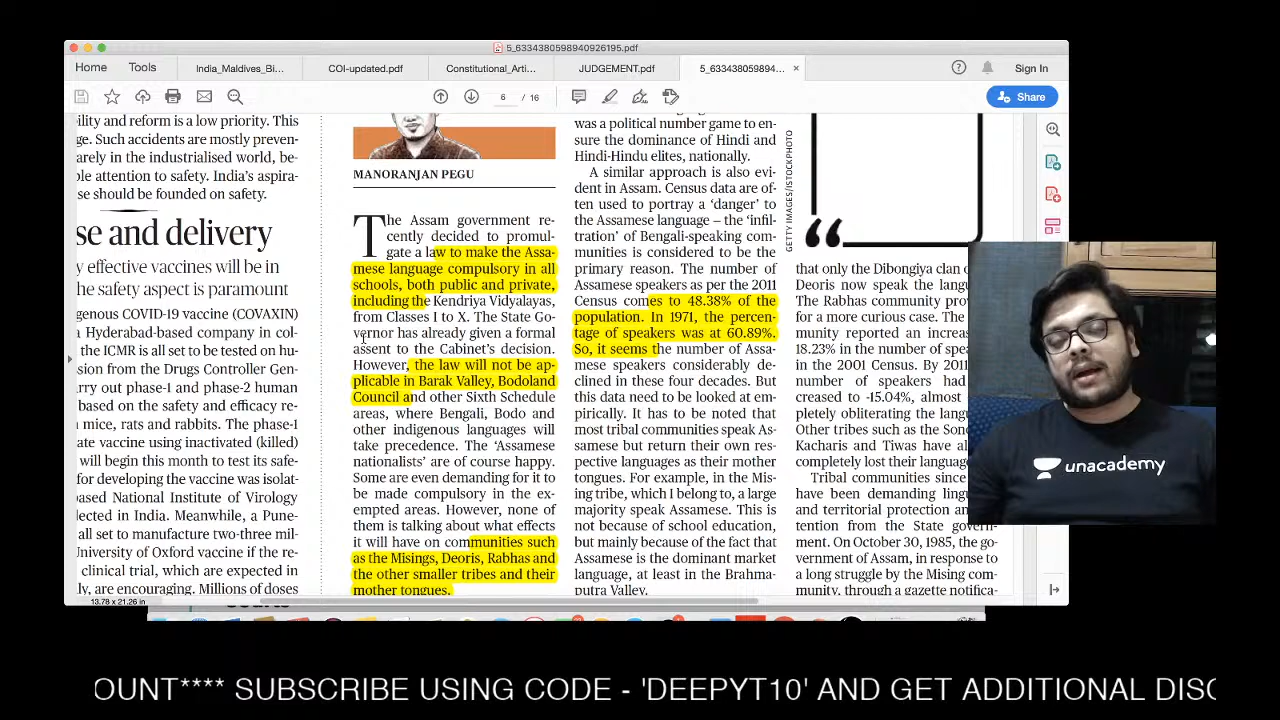 5_6334380598940926195.pdf
Home
Tools
India_Maldives_Bi...
COI-updated.pdf
Constitutional_Arti...
JUDGEMENT.pdf
5_633438059894...
×
Sign In
6 / 16
Share
bility and reform is a low priority. This
ge. Such accidents are mostly preven-
arely in the industrialised world, be-
ple attention to safety. India's aspira-
se should be founded on safety.
se and delivery
y effective vaccines will be in
he safety aspect is paramount
genous COVID-19 vaccine (COVAXIN)
a Hyderabad-based company in col-
the ICMR is all set to be tested on hu-
sion from the Drugs Controller Gen-
arry out phase-1 and phase-2 human
based on the safety and efficacy re-
mice, rats and rabbits. The phase-1
ate vaccine using inactivated (killed)
will begin this month to test its safe-
for developing the vaccine was isolat-
based National Institute of Virology
lected in India. Meanwhile, a Pune-
all set to manufacture two-three mil-
University of Oxford vaccine if the re-
clinical trial, which are expected in
ly, are encouraging. Millions of doses
MANORANJAN PEGU
The Assam government re-
cently decided to promul-
gate a law to make the Assa-
mese language compulsory in all
schools, both public and private,
including the Kendriya Vidyalayas,
from Classes I to X. The State Go-
vernor has already given a formal
assent to the Cabinet's decision.
However, the law will not be ap-
plicable in Barak Valley, Bodoland
Council and other Sixth Schedule
areas, where Bengali, Bodo and
other indigenous languages will
take precedence. The 'Assamese
nationalists' are of course happy.
Some are even demanding for it to
be made compulsory in the ex-
empted areas. However, none of
them is talking about what effects
it will have on communities such
as the Misings, Deoris, Rabhas and
the other smaller tribes and their
mother tongues.
was a political number game to en-
sure the dominance of Hindi and
Hindi-Hindu elites, nationally.
A similar approach is also evi-
dent in Assam. Census data are of-
ten used to portray a 'danger' to
the Assamese language – the 'infil-
tration' of Bengali-speaking com-
munities is considered to be the
primary reason. The number of
Assamese speakers as per the 2011
Census comes to 48.38% of the
population. In 1971, the percen-
tage of speakers was at 60.89%.
So, it seems the number of Assa-
mese speakers considerably de-
clined in these four decades. But
this data need to be looked at em-
pirically. It has to be noted that
most tribal communities speak As-
samese but return their own res-
pective languages as their mother
tongues. For example, in the Mis-
ing tribe, which I belong to, a large
majority speak Assamese. This is
not because of school education,
but mainly because of the fact that
Assamese is the dominant market
language, at least in the Brahma-
putra Valley.
GETTY IMAGES/ISTOCKPHOTO
“
that only the Dibongiya clan o
Deoris now speak the langu
The Rabhas community pro
for a more curious case. The
munity reported an increas
18.23% in the number of spea
in the 2001 Census. By 2011
number of speakers had
creased to -15.04%, almost
pletely obliterating the langu
Other tribes such as the Sono
Kacharis and Tiwas have al
completely lost their language
Tribal communities since
have been demanding ling
and territorial protection an
tention from the State govern-
ment. On October 30, 1985, the go-
vernment of Assam, in response to
a long struggle by the Mising com-
munity, through a gazette notifica-
13.78 x 21.26 in
unacademy
OUNT**** SUBSCRIBE USING CODE - 'DEEPYT10' AND GET ADDITIONAL DISC